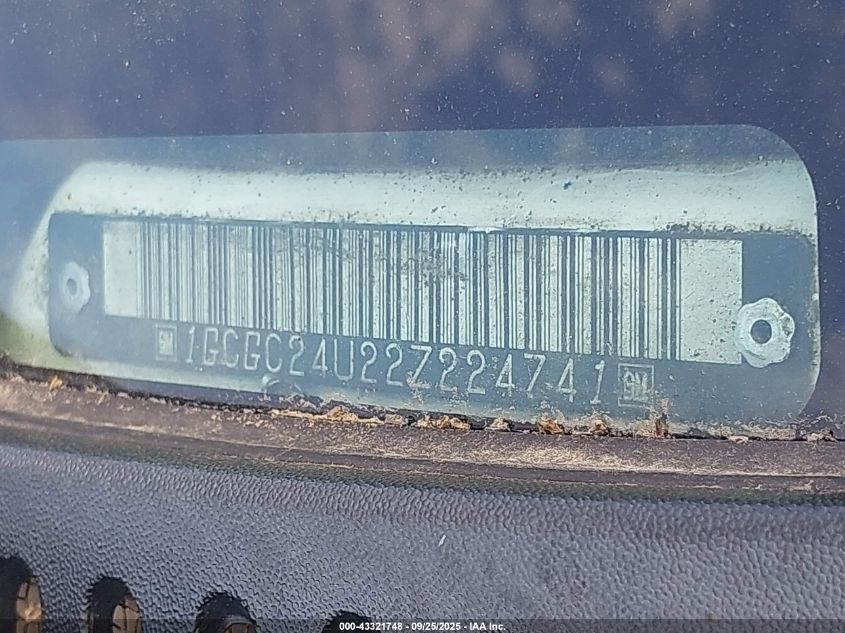 GM 1GCGC24U22Z224741 GM
000-43321748 - 09/25/2025 - IAA Inc.